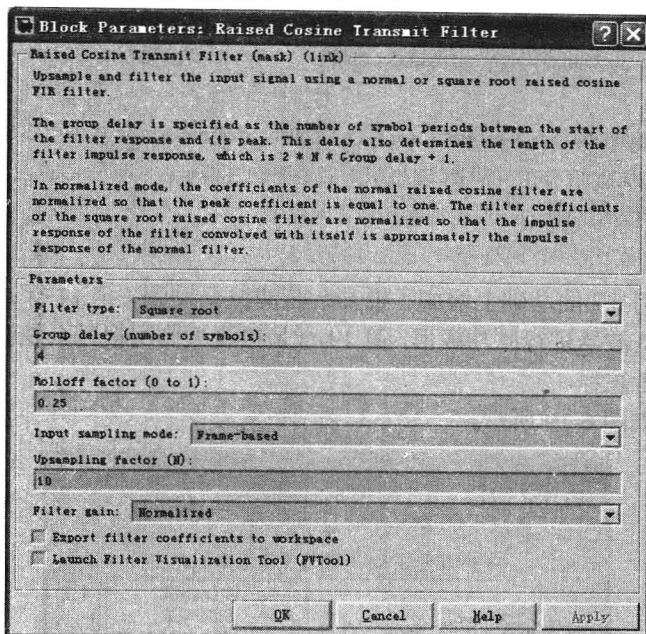 Block Parameters: Raised Cosine Transmit Filter
Raised Cosine Transmit Filter (mask) (link)
Upsample and filter the input signal using a normal or square root raised cosine
FIR filter.
The group delay is specified as the number of symbol periods between the start of
the filter response and its peak. This delay also determines the length of the
filter impulse response, which is 2 * N * Group delay + 1.
In normalized mode, the coefficients of the normal raised cosine filter are
normalized so that the peak coefficient is equal to one. The filter coefficients
of the square root raised cosine filter are normalized so that the impulse
response of the filter convolved with itself is approximately the impulse
response of the normal filter.
Parameters
Filter type: Square root
Group delay (number of symbols):
4
Rolloff factor (0 to 1):
0.25
Input sampling mode: Frame-based
Upsampling factor (N):
10
Filter gain: Normalized
Export filter coefficients to workspace
Launch Filter Visualization Tool (FVTool)
OK Cancel Help Apply